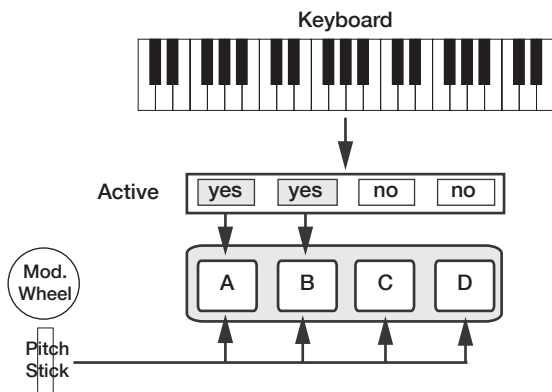 Keyboard
Active
yes yes no no
A B C D
Mod.
Wheel
Pitch
Stick